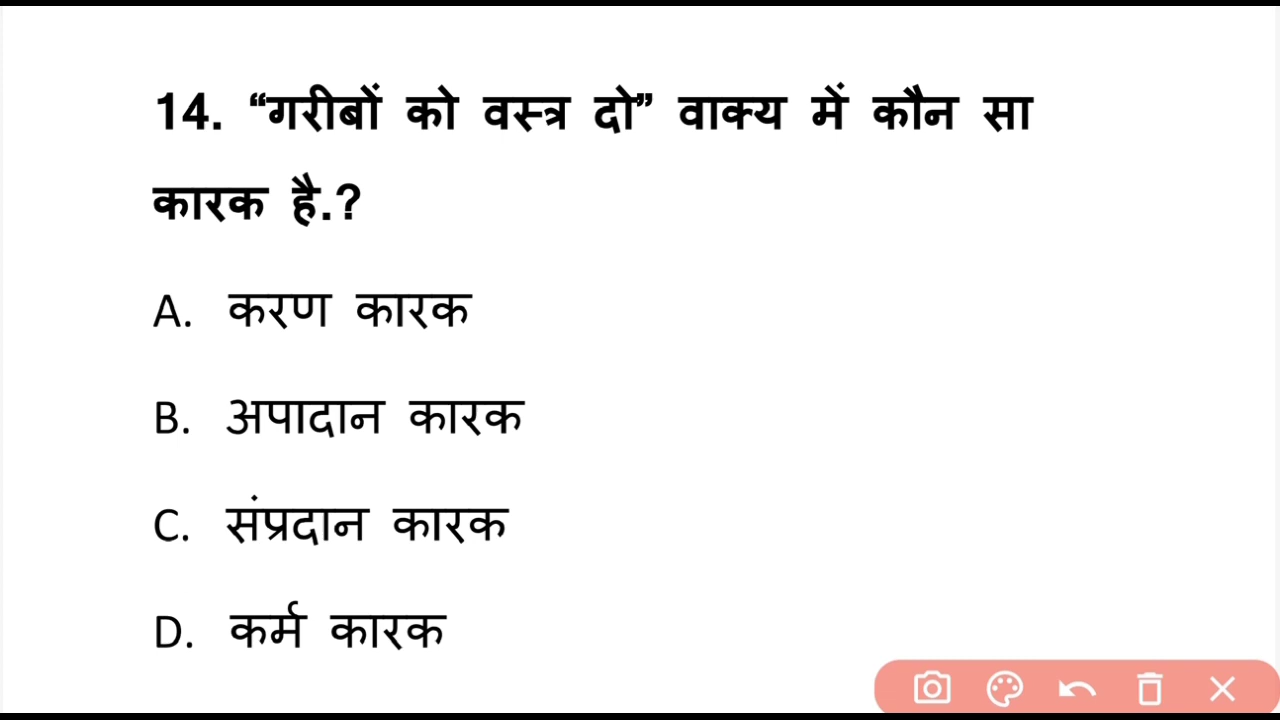 14. “गरीबों को वस्त्र दो” वाक्य में कौन सा
कारक है.?
A. करण कारक
B. अपादान कारक
C. संप्रदान कारक
D. कर्म कारक